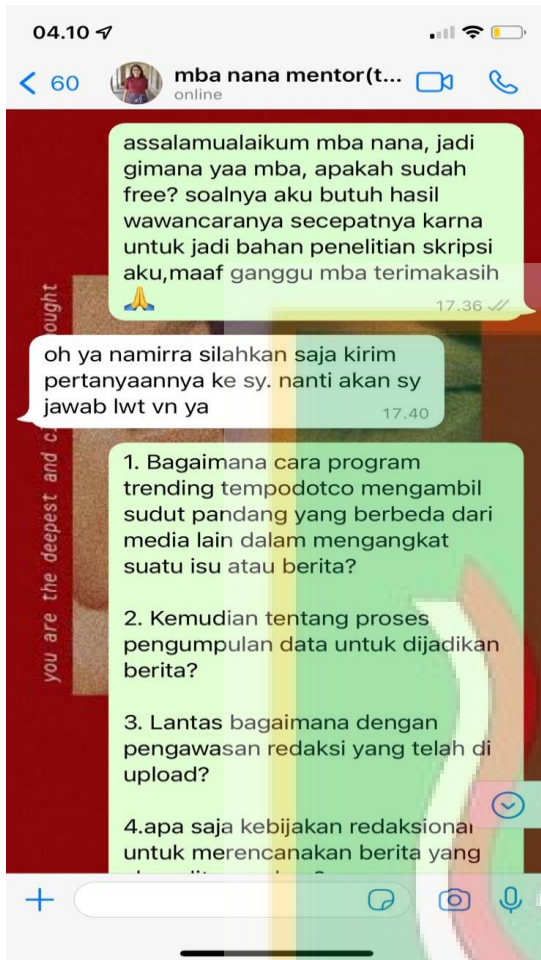 04.10
60
mba nana mentor(t...
online
assalamualaikum mba nana, jadi
gimana yaa mba, apakah sudah
free? soalnya aku butuh hasil
wawancaranya secepatnya karna
untuk jadi bahan penelitian skripsi
aku,maaf ganggu mba terimakasih
🙏
17.36
oh ya namirra silahkan saja kirim
pertanyaannya ke sy. nanti akan sy
jawab lwt vn ya
17.40
1. Bagaimana cara program
trending tempodotco mengambil
sudut pandang yang berbeda dari
media lain dalam mengangkat
suatu isu atau berita?
2. Kemudian tentang proses
pengumpulan data untuk dijadikan
berita?
3. Lantas bagaimana dengan
pengawasan redaksi yang telah di
upload?
4.apa saja kebijakan redaksional
untuk merencanakan berita yang
you are the deepest and
ought